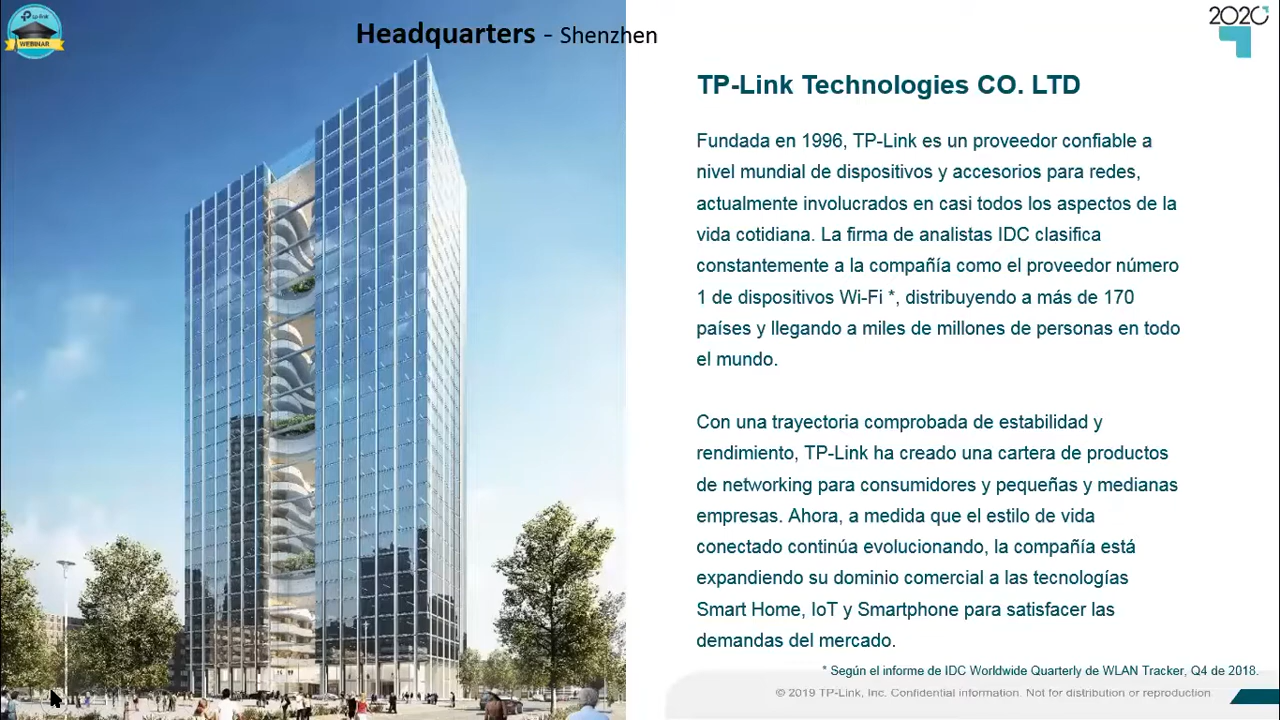 tp-link
WEBINAR
Headquarters - Shenzhen
2020
TP-Link Technologies CO. LTD
Fundada en 1996, TP-Link es un proveedor confiable a
nivel mundial de dispositivos y accesorios para redes,
actualmente involucrados en casi todos los aspectos de la
vida cotidiana. La firma de analistas IDC clasifica
constantemente a la compañía como el proveedor número
1 de dispositivos Wi-Fi *, distribuyendo a más de 170
países y llegando a miles de millones de personas en todo
el mundo.
Con una trayectoria comprobada de estabilidad y
rendimiento, TP-Link ha creado una cartera de productos
de networking para consumidores y pequeñas y medianas
empresas. Ahora, a medida que el estilo de vida
conectado continúa evolucionando, la compañía está
expandiendo su dominio comercial a las tecnologías
Smart Home, IoT y Smartphone para satisfacer las
demandas del mercado.
* Según el informe de IDC Worldwide Quarterly de WLAN Tracker, Q4 de 2018.
© 2019 TP-Link, Inc. Confidential information. Not for distribution or reproduction